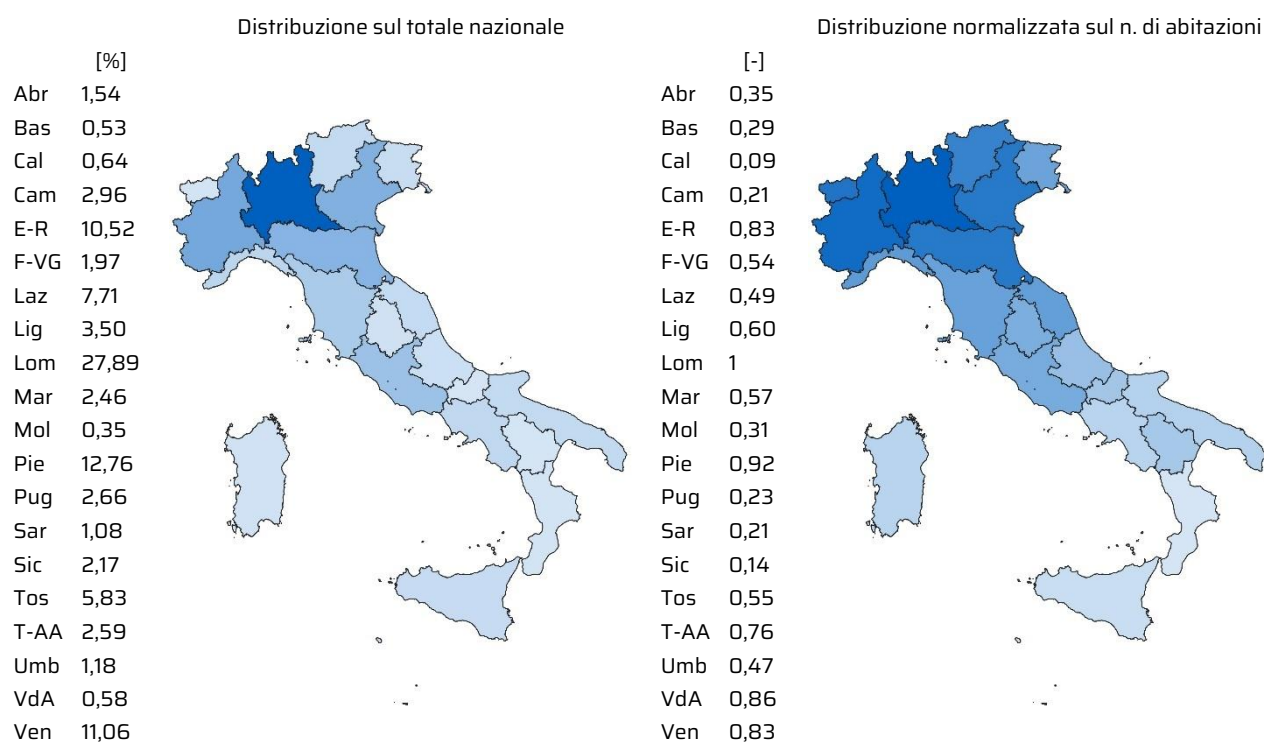 Distribuzione sul totale nazionale
[%]
Abr 1,54
Bas 0,53
Cal 0,64
Cam 2,96
E-R 10,52
F-VG 1,97
Laz 7,71
Lig 3,50
Lom 27,89
Mar 2,46
Mol 0,35
Pie 12,76
Pug 2,66
Sar 1,08
Sic 2,17
Tos 5,83
T-AA 2,59
Umb 1,18
VdA 0,58
Ven 11,06
Distribuzione normalizzata sul n. di abitazioni
[-]
Abr 0,35
Bas 0,29
Cal 0,09
Cam 0,21
E-R 0,83
F-VG 0,54
Laz 0,49
Lig 0,60
Lom 1
Mar 0,57
Mol 0,31
Pie 0,92
Pug 0,23
Sar 0,21
Sic 0,14
Tos 0,55
T-AA 0,76
Umb 0,47
VdA 0,86
Ven 0,83